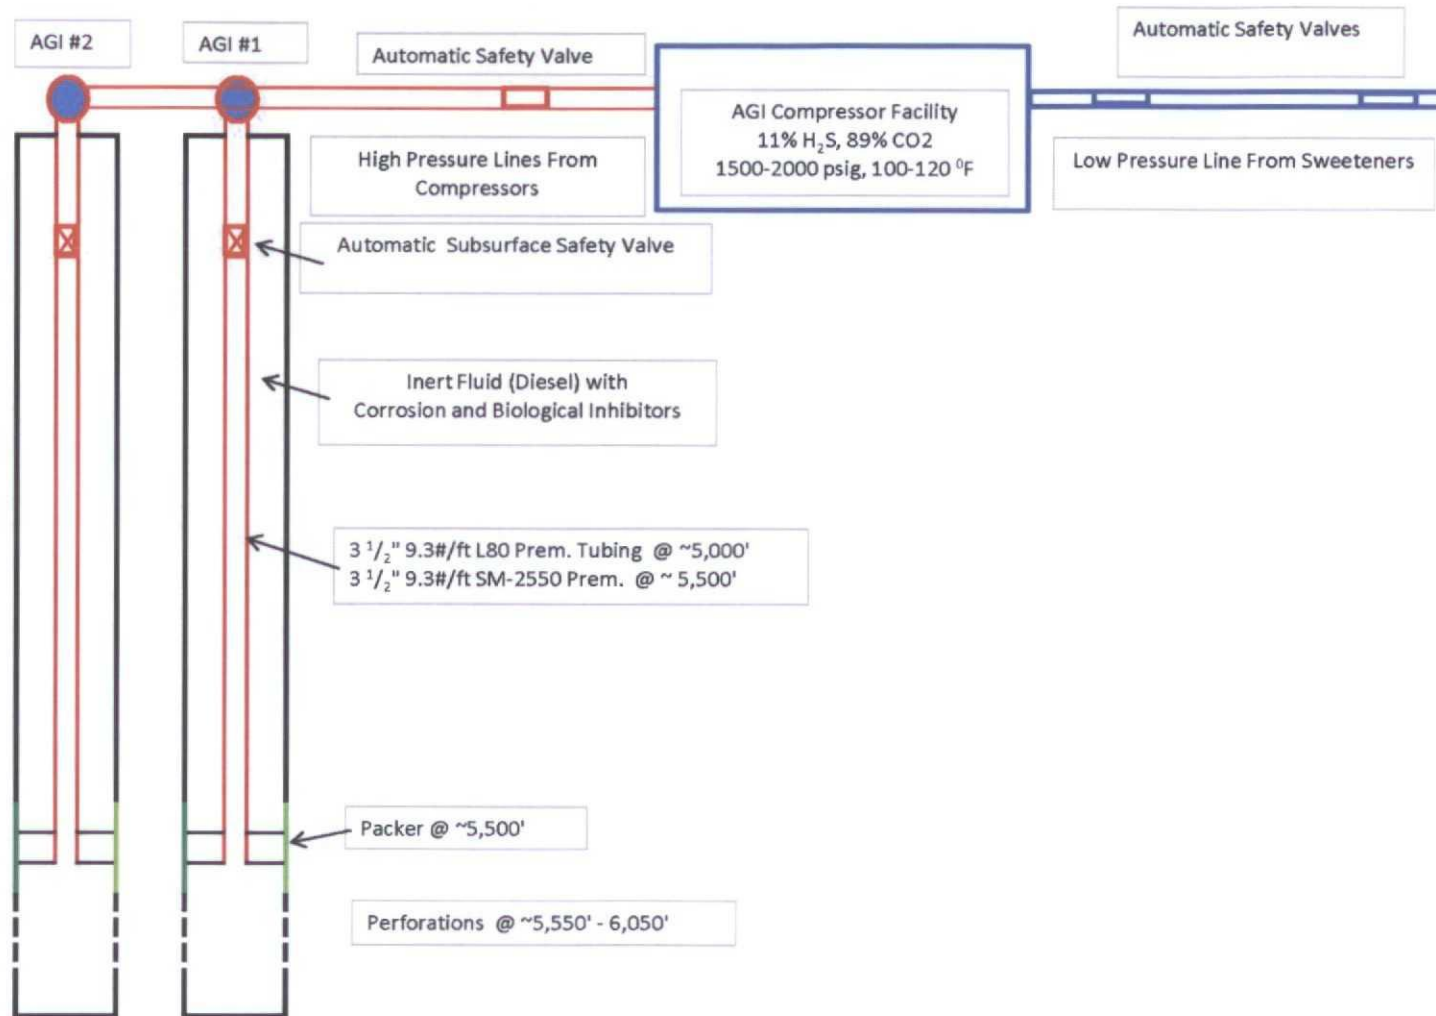 AGI #2
AGI #1
Automatic Safety Valve
Automatic Safety Valves
AGI Compressor Facility
11% H₂S, 89% CO2
1500-2000 psig, 100-120 ⁰F
High Pressure Lines From
Compressors
Low Pressure Line From Sweeteners
Automatic Subsurface Safety Valve
Inert Fluid (Diesel) with
Corrosion and Biological Inhibitors
3 ¹/₂" 9.3#/ft L80 Prem. Tubing @ ~5,000'
3 ¹/₂" 9.3#/ft SM-2550 Prem. @ ~ 5,500'
Packer @ ~5,500'
Perforations @ ~5,550' - 6,050'